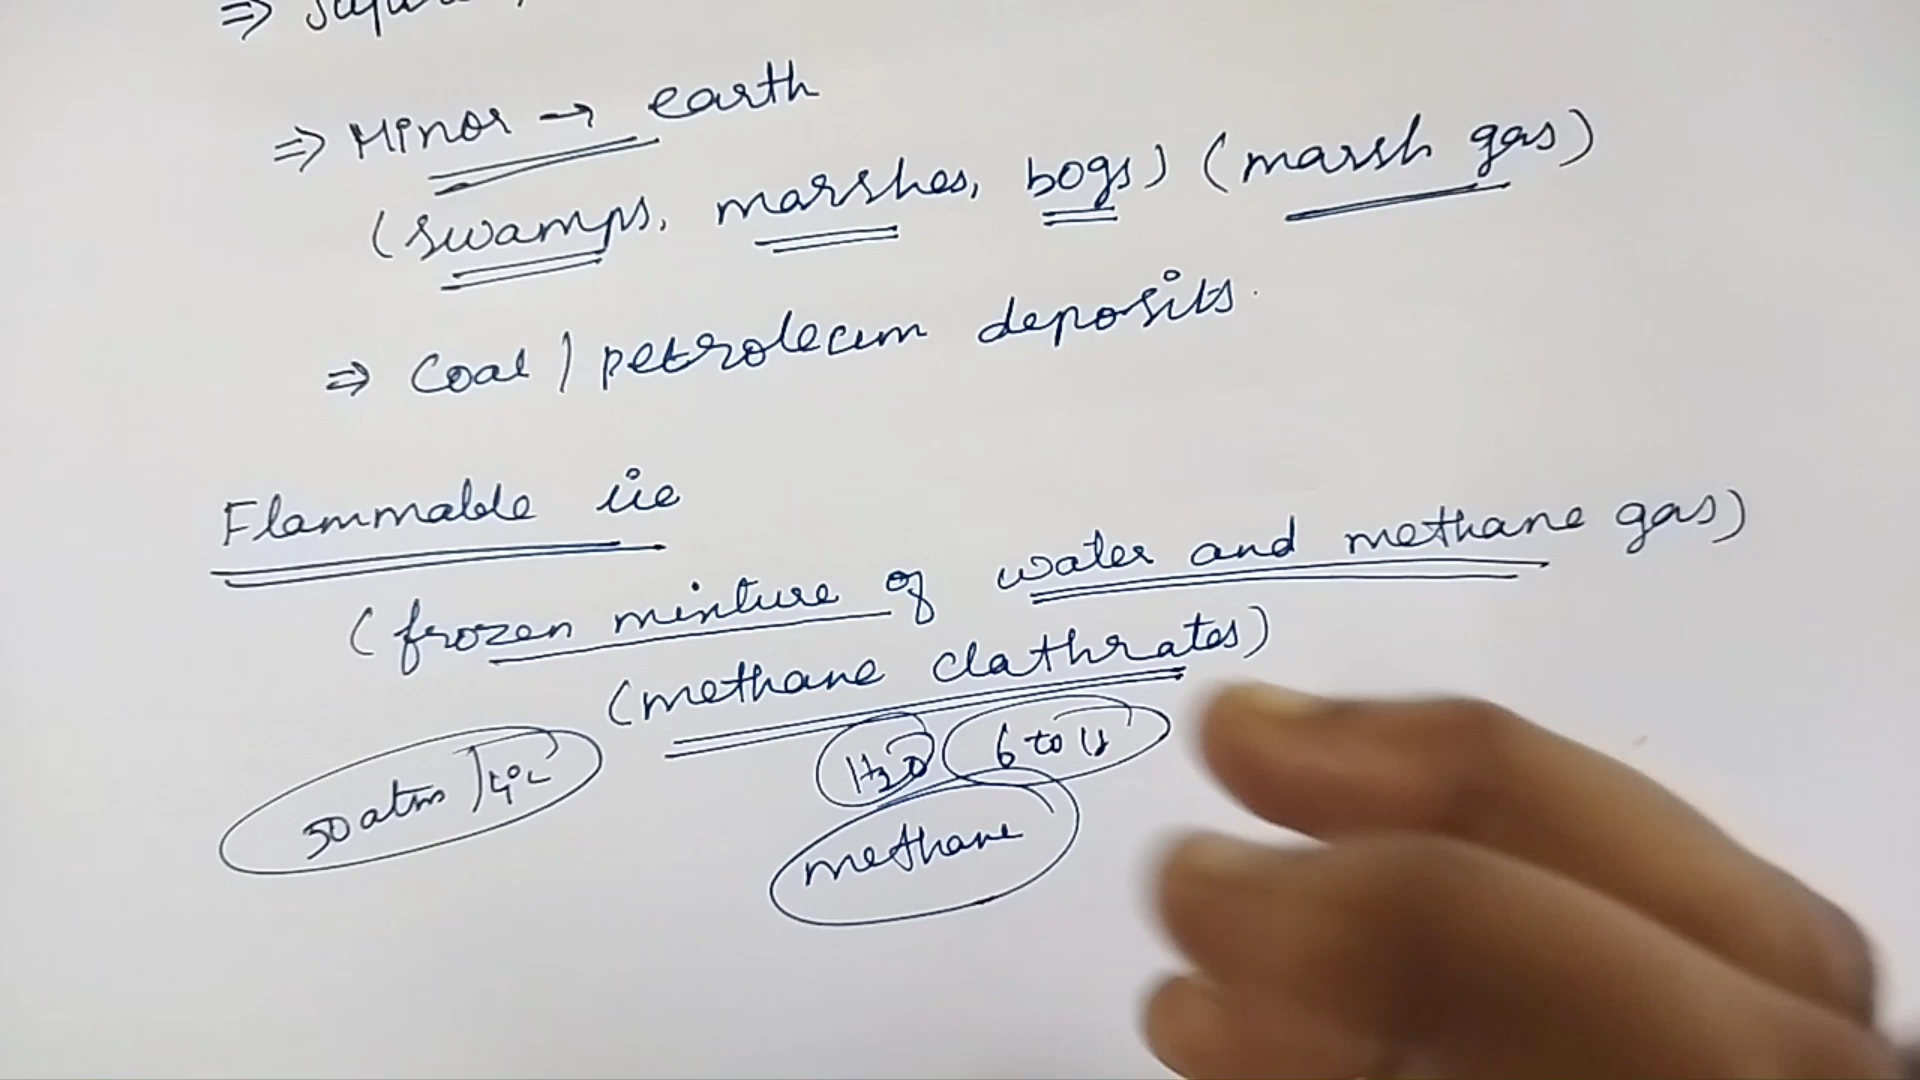 ⇒ Minor → earth
(swamps, marshes, bogs) (marsh gas)
⇒ Coal / petroleum deposits.
Flammable ice
(frozen mixture of water and methane gas)
(methane clathrates)
H2O 6 to 18
50 atm / 4°C
methane